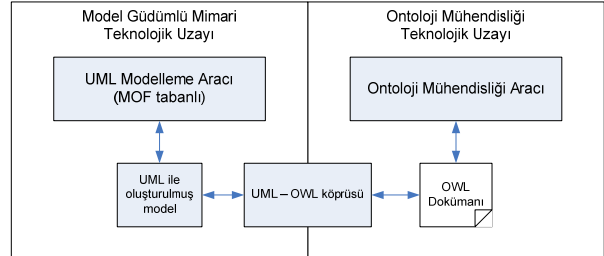 Model Güdümlü Mimari
Teknolojik Uzayı
Ontoloji Mühendisliği
Teknolojik Uzayı
UML Modelleme Aracı
(MOF tabanlı)
Ontoloji Mühendisliği Aracı
UML ile
oluşturulmuş
model
UML – OWL köprüsü
OWL
Dokümanı